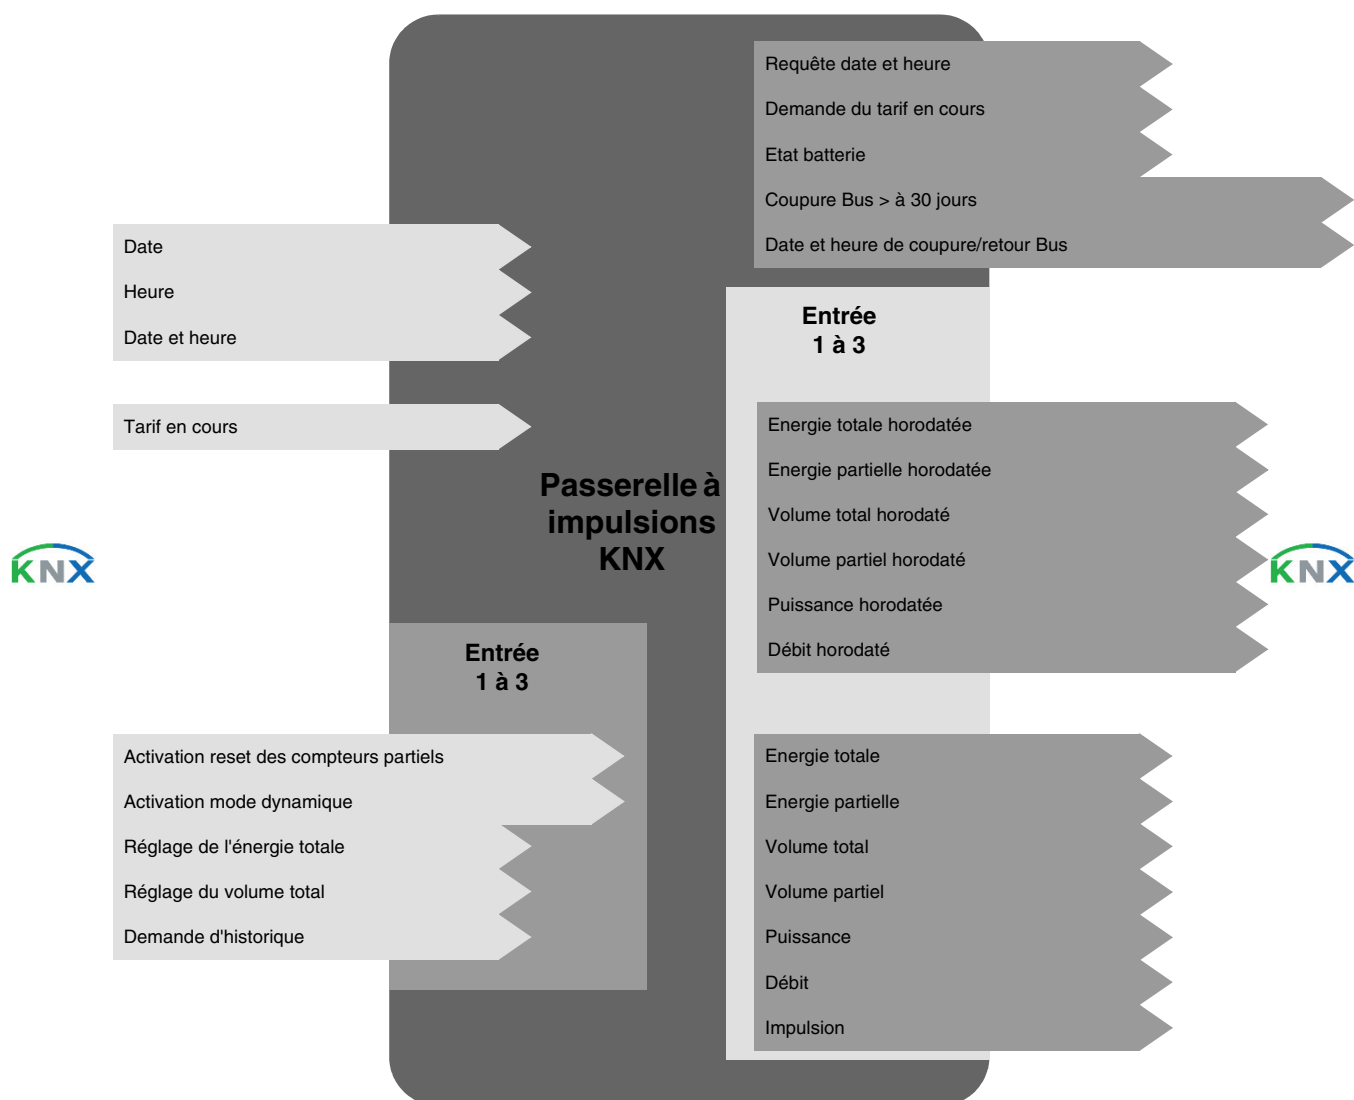 Requête date et heure
Demande du tarif en cours
Etat batterie
Coupure Bus > à 30 jours
Date et heure de coupure/retour Bus
Date
Heure
Date et heure
Tarif en cours
Entrée
1 à 3
Energie totale horodatée
Energie partielle horodatée
Volume total horodaté
Volume partiel horodaté
Puissance horodatée
Débit horodaté
Passerelle à
impulsions
KNX
KNX
KNX
Entrée
1 à 3
Activation reset des compteurs partiels
Activation mode dynamique
Réglage de l'énergie totale
Réglage du volume total
Demande d'historique
Energie totale
Energie partielle
Volume total
Volume partiel
Puissance
Débit
Impulsion